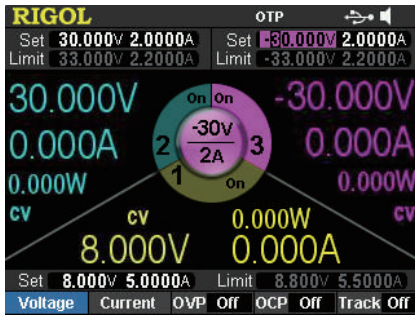 RIGOL OTP
Set 30.000V 2.0000A Set -30.000V 2.0000A
Limit 33.000V 2.2000A Limit -33.000V 2.2000A
30.000V On On -30.000V
0.000A 2 -30V 2A 3 0.000A
0.000W 1 On 0.000W
CV CV 0.000W CV
8.000V 0.000A
Set 8.000V 5.0000A Limit 8.800V 5.5000A
Voltage Current OVP Off OCP Off Track Off